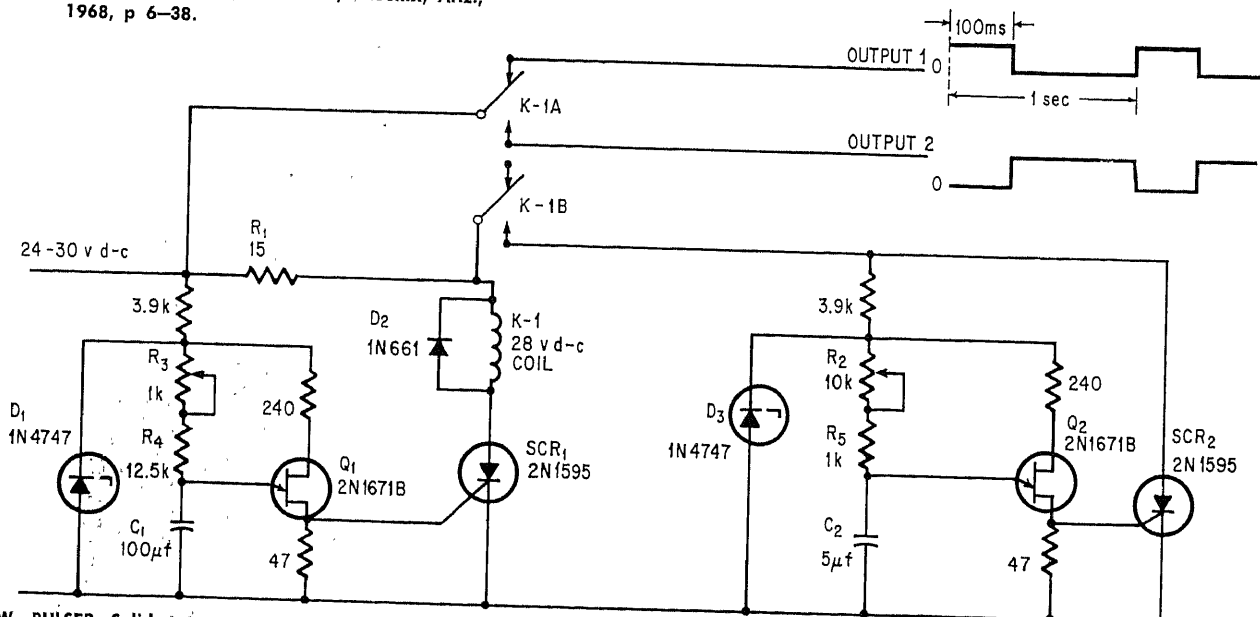 1968, p 6–38.
100ms
OUTPUT 1
0
K-1A
1 sec
OUTPUT 2
0
K-1B
24-30 v d-c
R1
15
3.9k
D2
1N661
K-1
28 v d-c
COIL
3.9k
R3
1k
240
R2
10k
240
D1
1N4747
R4
12.5k
Q1
2N1671B
SCR1
2N1595
D3
1N4747
R5
1k
Q2
2N1671B
SCR2
2N1595
C1
100μf
47
C2
5μf
47